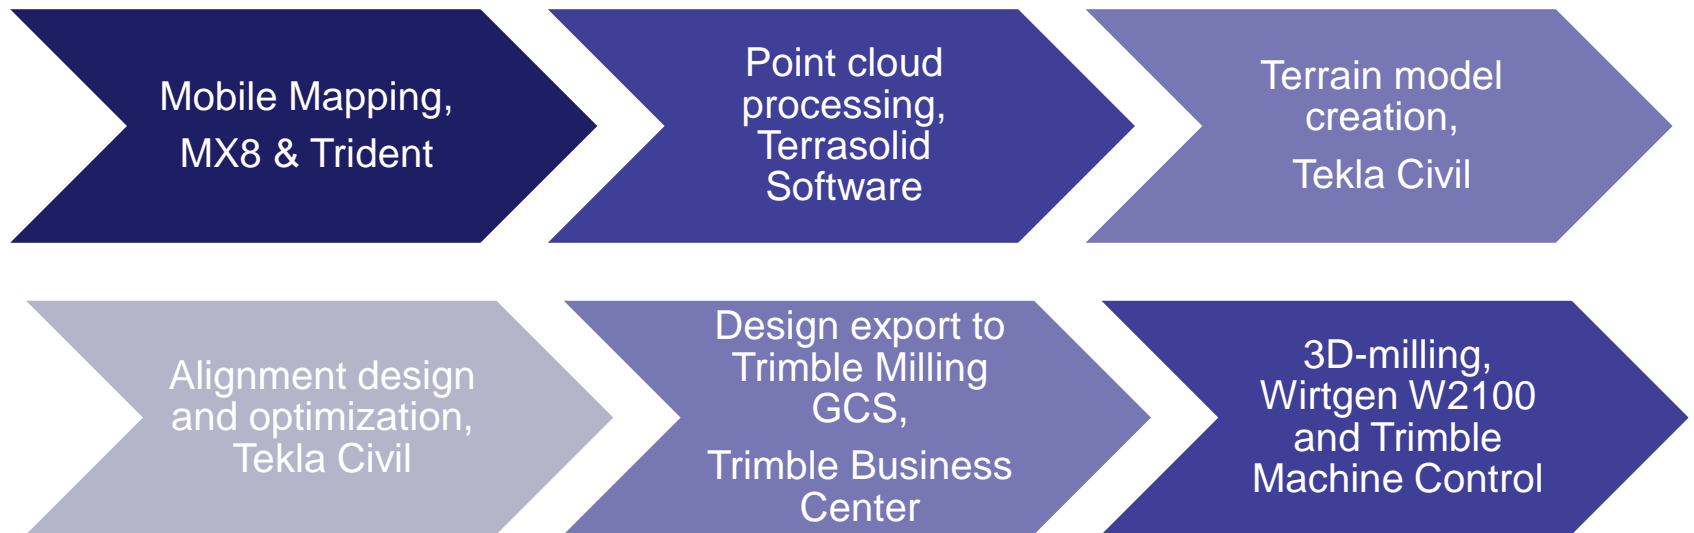 Mobile Mapping,
MX8 & Trident
Point cloud
processing,
Terrasolid
Software
Terrain model
creation,
Tekla Civil
Alignment design
and optimization,
Tekla Civil
Design export to
Trimble Milling
GCS,
Trimble Business
Center
3D-milling,
Wirtgen W2100
and Trimble
Machine Control